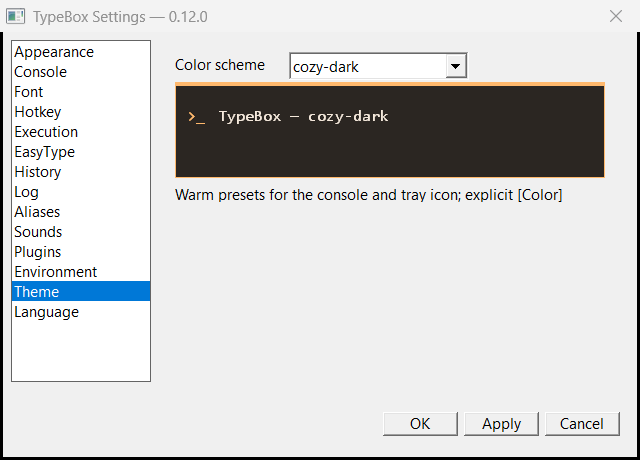 TypeBox Settings — 0.12.0
Appearance
Console
Font
Hotkey
Execution
EasyType
History
Log
Aliases
Sounds
Plugins
Environment
Theme
Language
Color scheme
cozy-dark
>_ TypeBox — cozy-dark
Warm presets for the console and tray icon; explicit [Color]
OK
Apply
Cancel